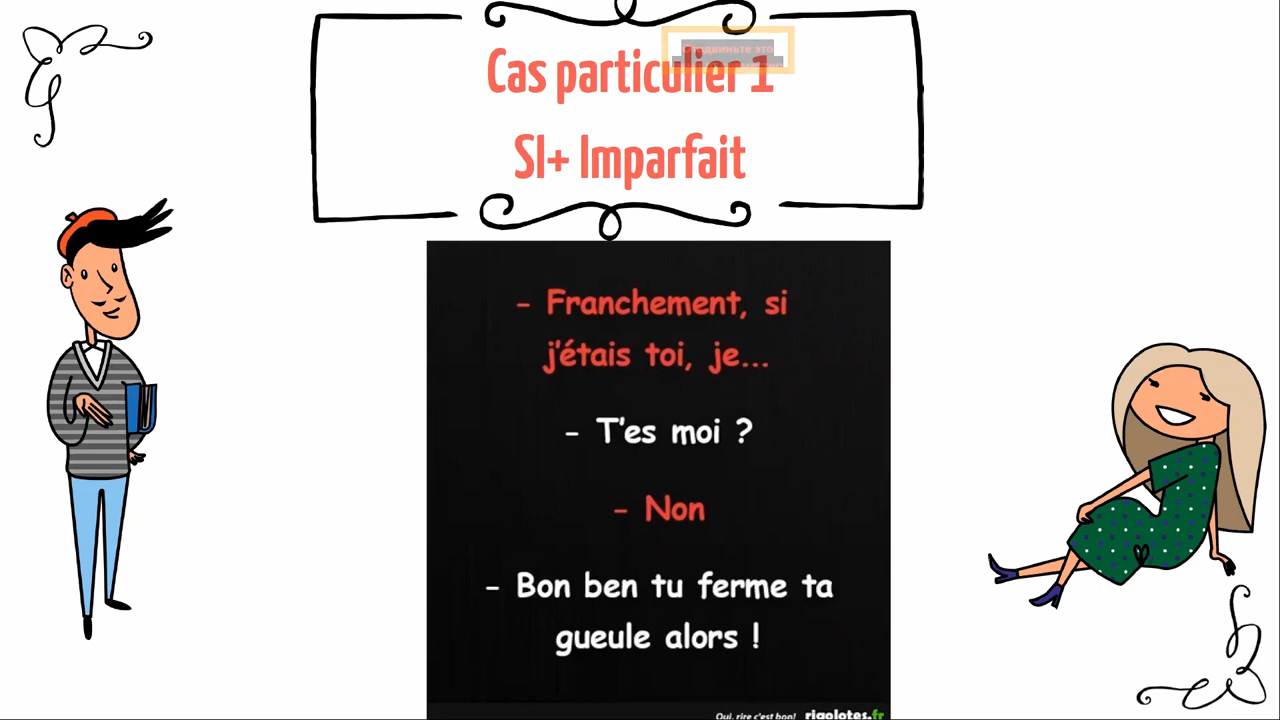 Cas particulier 1
SI+ Imparfait
- Franchement, si
j'étais toi, je...
- T'es moi ?
- Non
- Bon ben tu ferme ta
gueule alors !
Oui, rire c'est bon! rigolotes.fr